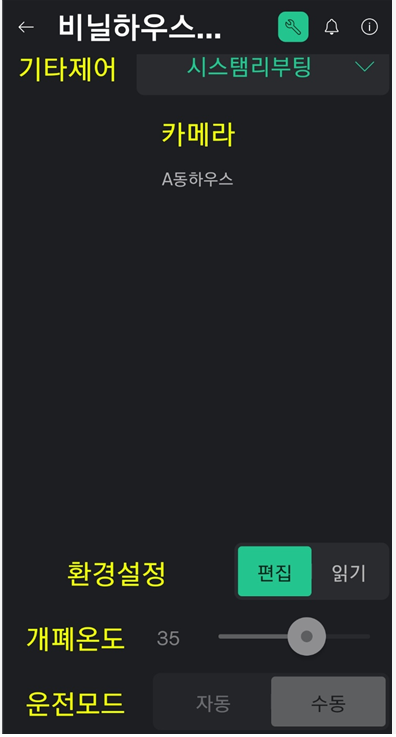 비닐하우스...
기타제어 시스탬리부팅
카메라
A동하우스
환경설정 편집 읽기
개폐온도 35
운전모드 자동 수동